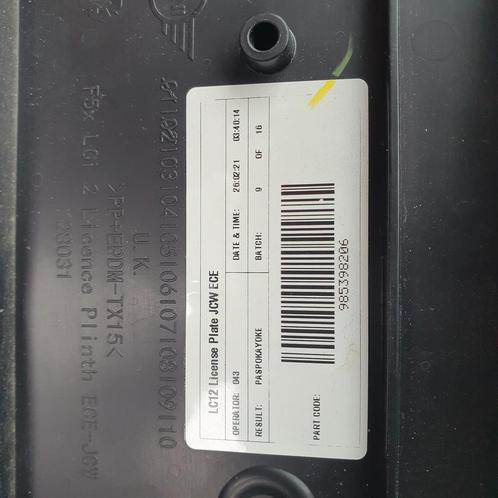 LC12 License Plate JCW ECE
OPERATOR: 043 DATE & TIME: 26:02:21 03:40:14
RESULT: PASPOKAYOKE BATCH: 9 OF 16
PART CODE: 985398206
U.K.
>PP+EPDM-TX15<
F5x LCi 2 Licence Plinth ECE-JCW